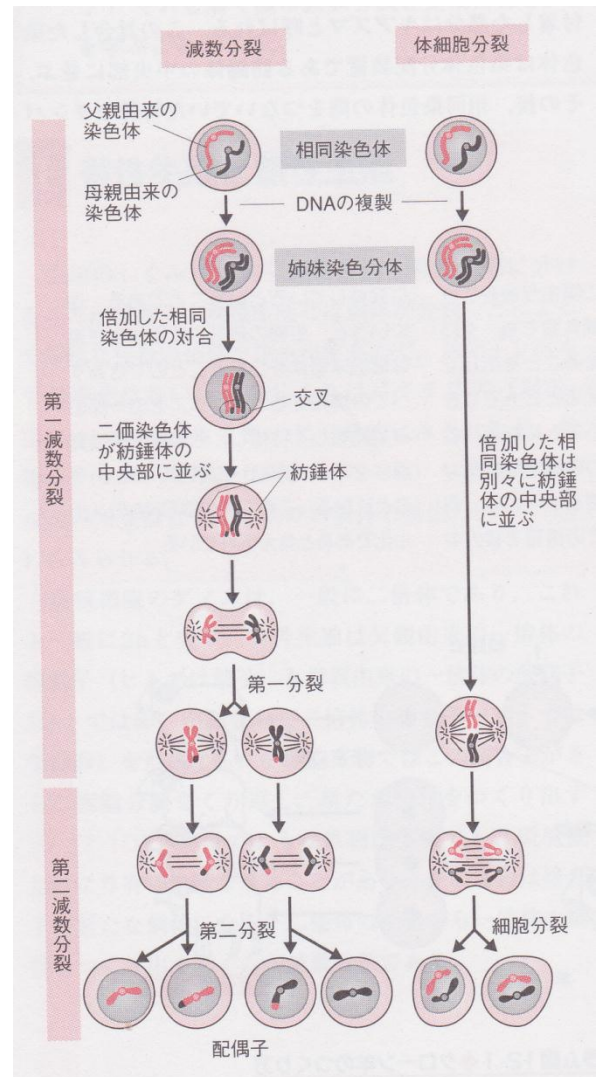 減数分裂
体細胞分裂
父親由来の
染色体
相同染色体
母親由来の
染色体
DNAの複製
姉妹染色分体
倍加した相同
染色体の対合
交叉
二価染色体
が紡錘体の
中央部に並ぶ
紡錘体
倍加した相
同染色体は
別々に紡錘
体の中央部
に並ぶ
第一減数分裂
第一分裂
第二減数分裂
第二分裂
細胞分裂
配偶子